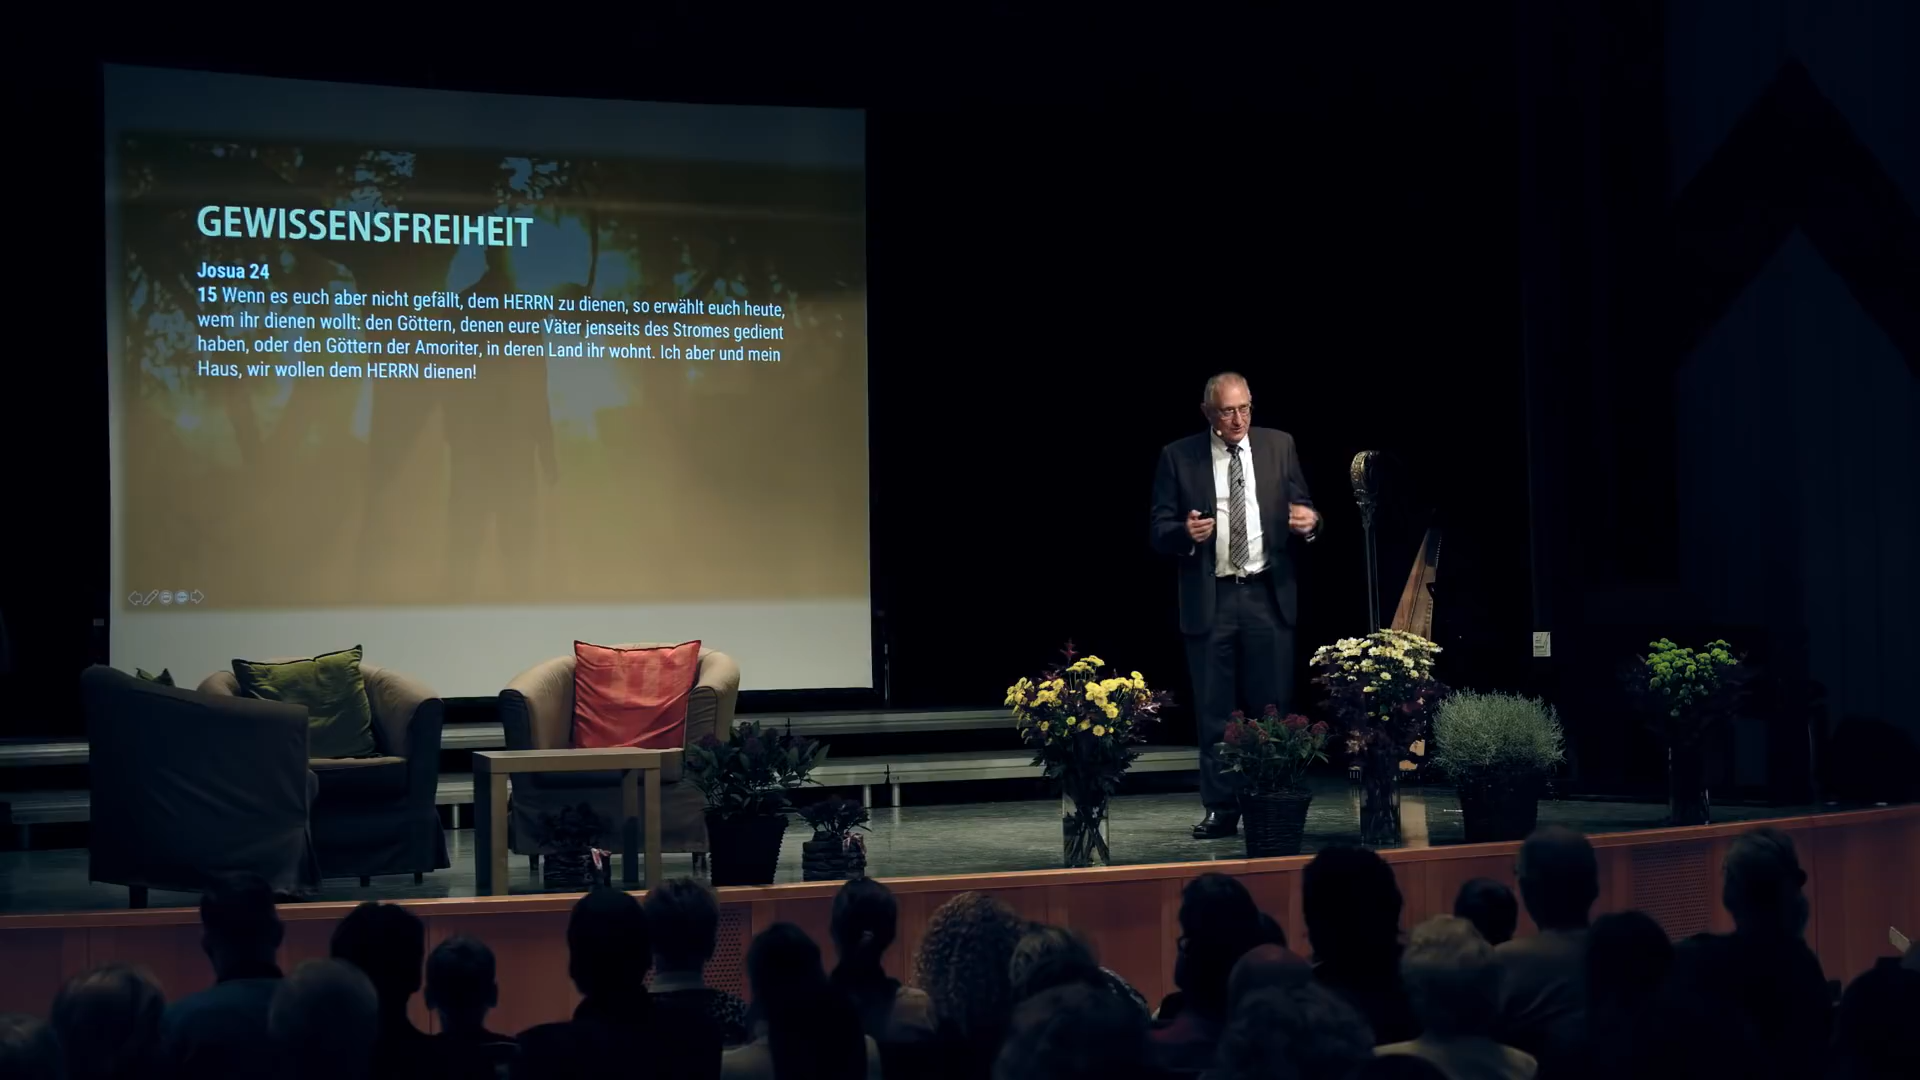 GEWISSENSFREIHEIT
Josua 24
15 Wenn es euch aber nicht gefällt, dem HERRN zu dienen, so erwählt euch heute,
wem ihr dienen wollt: den Göttern, denen eure Väter jenseits des Stromes gedient
haben, oder den Göttern der Amoriter, in deren Land ihr wohnt. Ich aber und mein
Haus, wir wollen dem HERRN dienen!